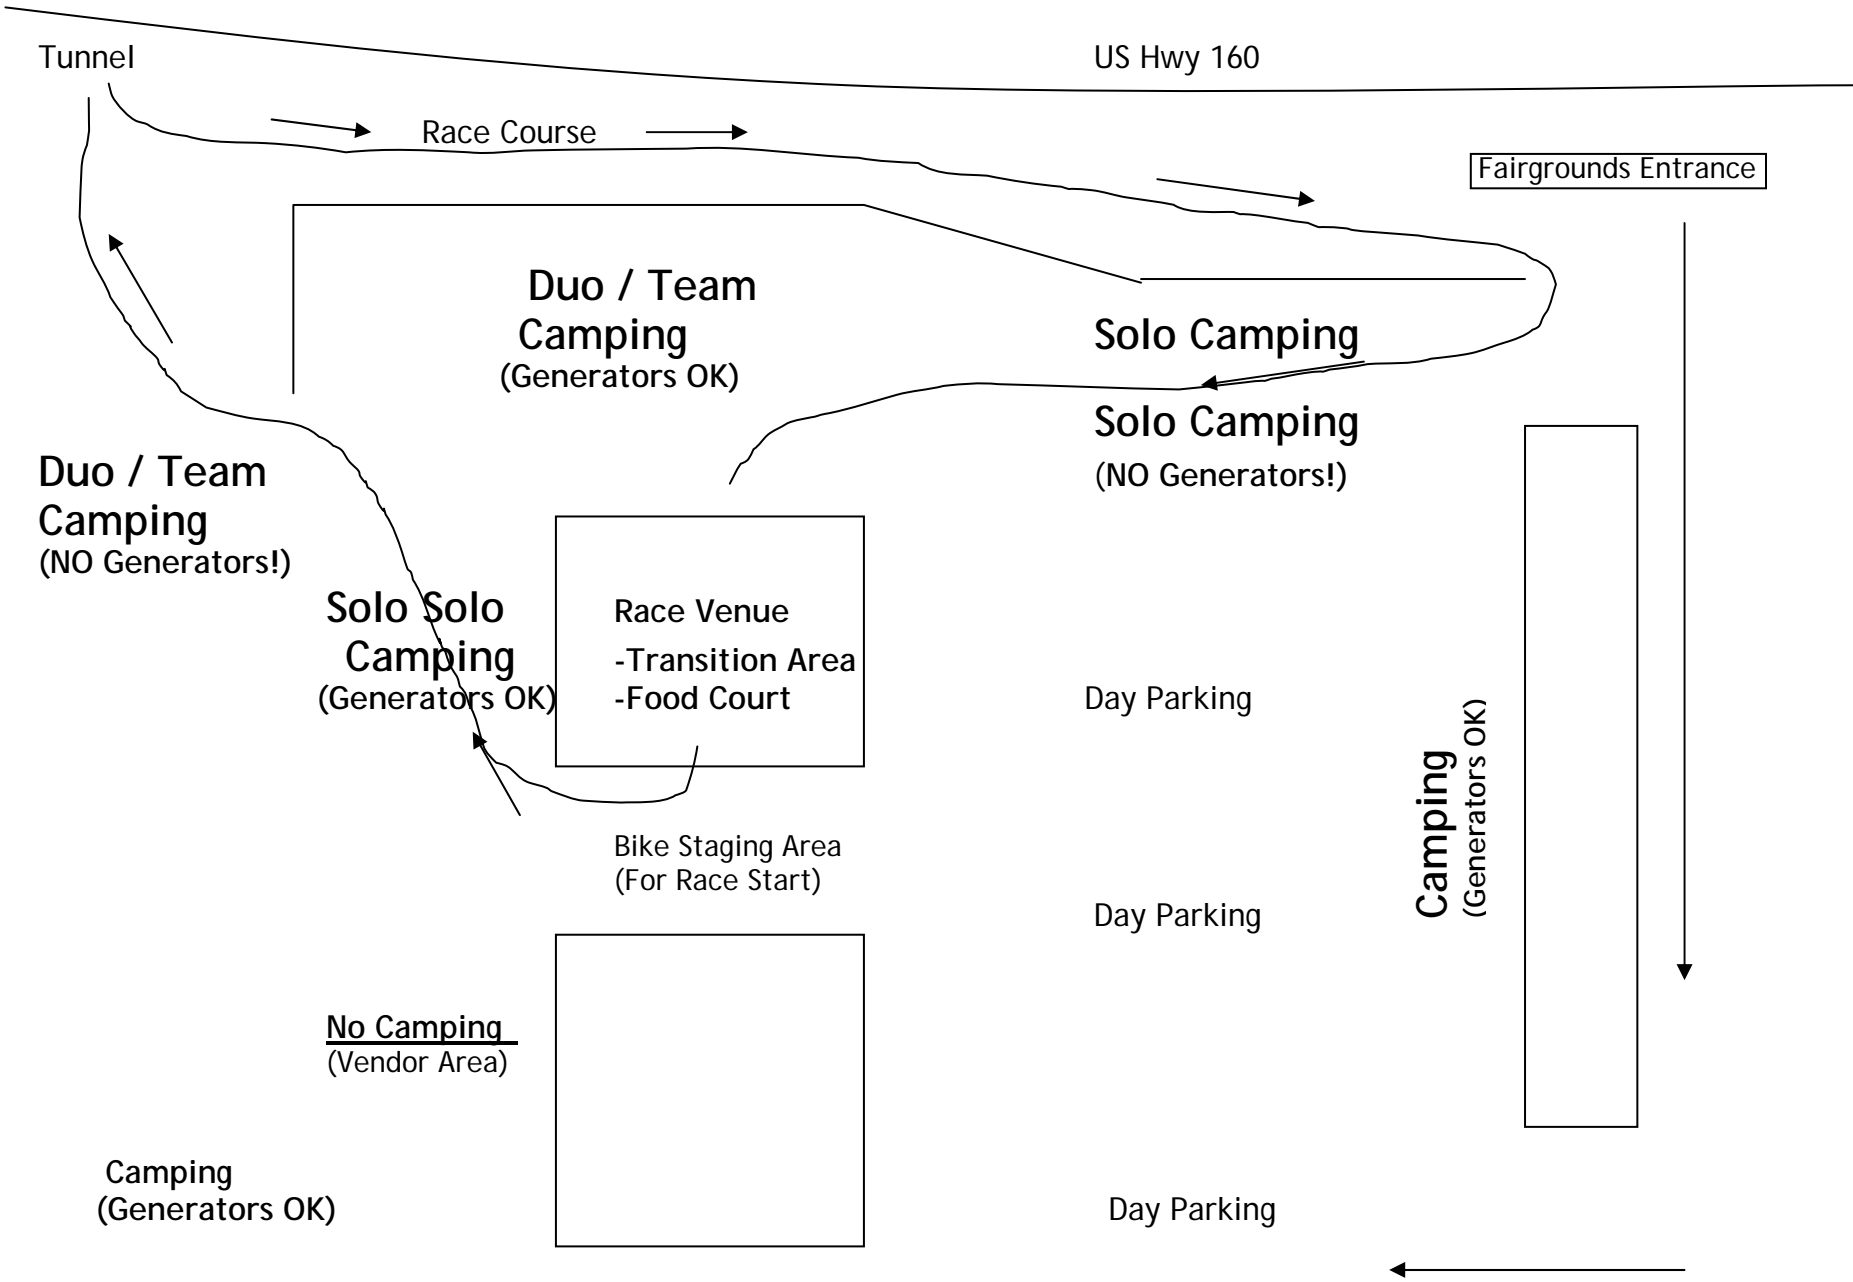 Tunnel
US Hwy 160
Race Course
Fairgrounds Entrance
Duo / Team
Camping
(Generators OK)
Solo Camping
Solo Camping
(NO Generators!)
Duo / Team
Camping
(NO Generators!)
Solo Solo
Camping
(Generators OK)
Race Venue
-Transition Area
-Food Court
Day Parking
Camping
(Generators OK)
Bike Staging Area
(For Race Start)
Day Parking
No Camping
(Vendor Area)
Camping
(Generators OK)
Day Parking